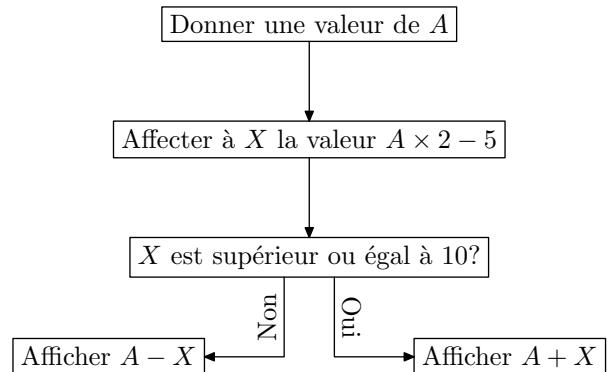 Donner une valeur de A
Affecter à X la valeur A × 2 − 5
X est supérieur ou égal à 10?
Non
Oui
Afficher A − X
Afficher A + X